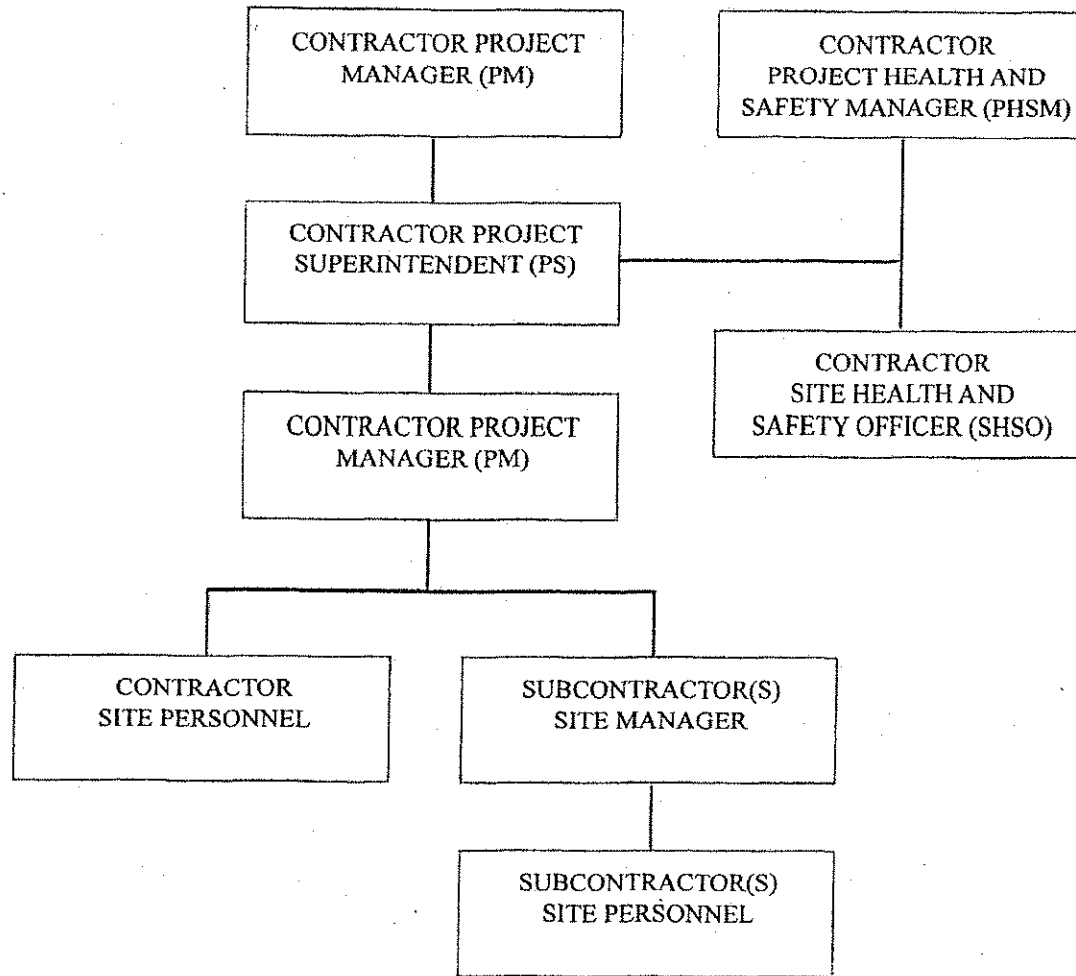 CONTRACTOR PROJECT
MANAGER (PM)
CONTRACTOR
PROJECT HEALTH AND
SAFETY MANAGER (PHSM)
CONTRACTOR PROJECT
SUPERINTENDENT (PS)
CONTRACTOR
SITE HEALTH AND
SAFETY OFFICER (SHSO)
CONTRACTOR PROJECT
MANAGER (PM)
CONTRACTOR
SITE PERSONNEL
SUBCONTRACTOR(S)
SITE MANAGER
SUBCONTRACTOR(S)
SITE PERSONNEL